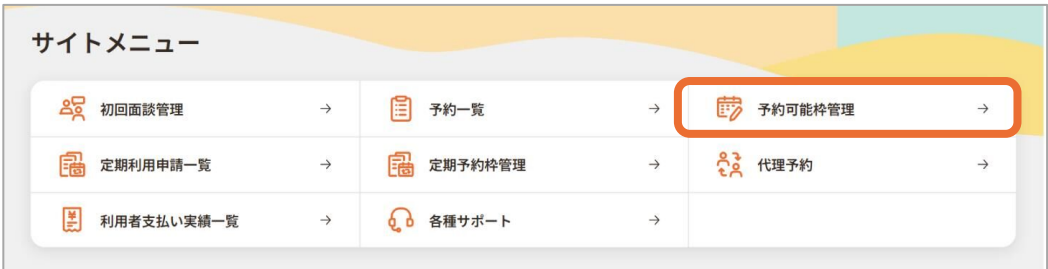 サイトメニュー
初回面談管理 →
予約一覧 →
予約可能枠管理 →
定期利用申請一覧 →
定期予約枠管理 →
代理予約 →
利用者支払い実績一覧 →
各種サポート →